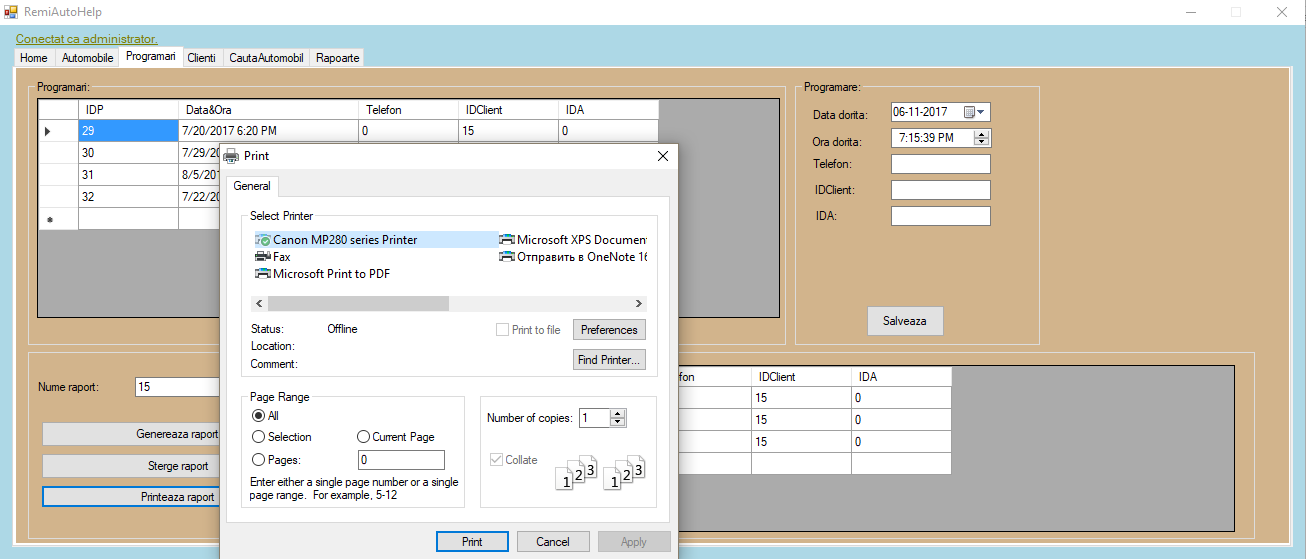 RemiAutoHelp
Conectat ca administrator.
Home Automobile Programari Clienti CautaAutomobil Rapoarte
Programari:
IDP Data&Ora Telefon IDClient IDA
29 7/20/2017 6:20 PM 0 15 0
30 7/29/20
31 8/5/201
32 7/22/20
Programare:
Data dorita: 06-11-2017
Ora dorita: 7:15:39 PM
Telefon:
IDClient:
IDA:
Salveaza
Nume raport: 15
Genereaza raport
Sterge raport
Printeaza raport
fon IDClient IDA
15 0
15 0
15 0
Print
General
Select Printer
Canon MP280 series Printer
Fax
Microsoft Print to PDF
Microsoft XPS Document
Отправить в OneNote 16
Status: Offline
Location:
Comment:
Print to file
Preferences
Find Printer...
Page Range
All
Selection Current Page
Pages: 0
Enter either a single page number or a single
page range. For example, 5-12
Number of copies: 1
Collate
1 2 3 1 2 3
Print Cancel Apply